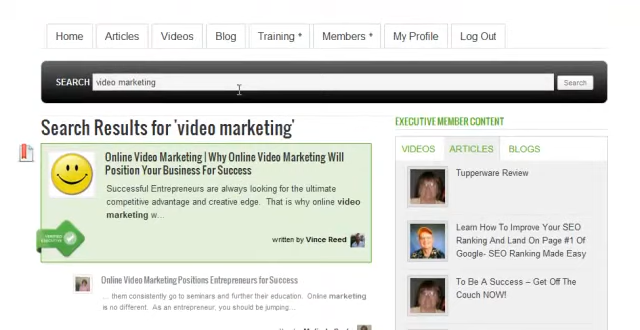 Home
Articles
Videos
Blog
Training +
Members +
My Profile
Log Out
SEARCH
video marketing
Search
Search Results for 'video marketing'
Online Video Marketing | Why Online Video Marketing Will
Position Your Business For Success
Successful Entrepreneurs are always looking for the ultimate
competitive advantage and creative edge. That is why online video
marketing w...
written by Vince Reed
Online Video Marketing Positions Entrepreneurs for Success
... them consistently go to seminars and further their education. Online marketing
is no different. As an entrepreneur, you should be jumping...
EXECUTIVE MEMBER CONTENT
VIDEOS
ARTICLES
BLOGS
Tupperware Review
Learn How To Improve Your SEO
Ranking And Land On Page #1 Of
Google- SEO Ranking Made Easy
To Be A Success – Get Off The
Couch NOW!